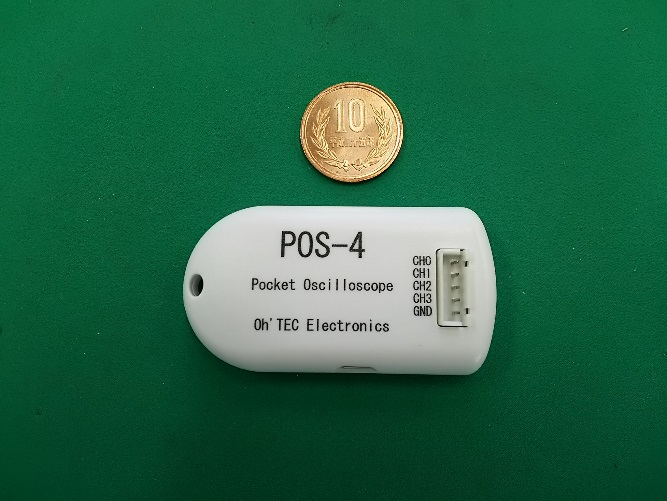 10
POS-4
Pocket Oscilloscope
Oh'TEC Electronics
CH0
CH1
CH2
CH3
GND